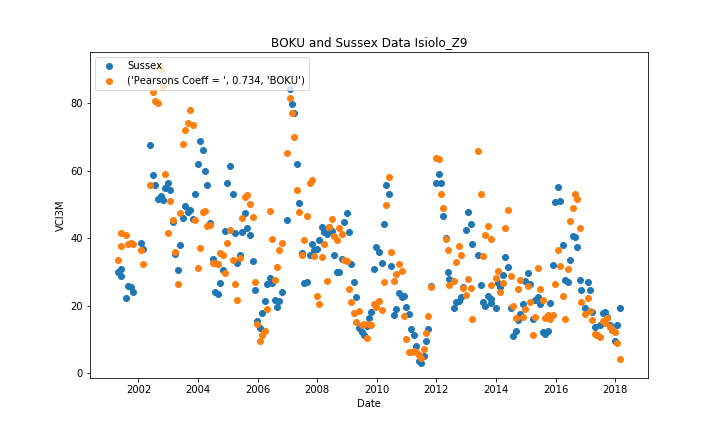 BOKU and Sussex Data Isiolo_Z9
Sussex
('Pearsons Coeff = ', 0.734, 'BOKU')
80
60
40
20
0
VCI3M
2002 2004 2006 2008 2010 2012 2014 2016 2018
Date